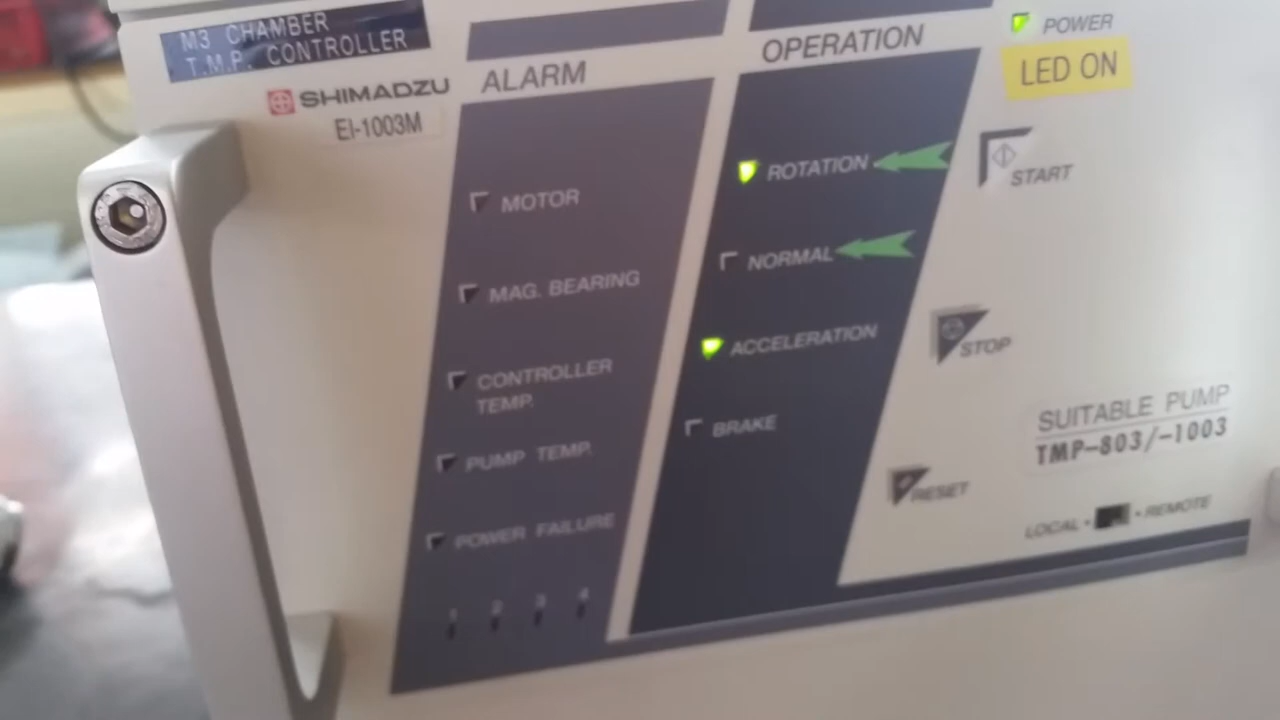 M3 CHAMBER
T.M.P. CONTROLLER
SHIMADZU
EI-1003M
ALARM
MOTOR
MAG. BEARING
CONTROLLER
TEMP.
PUMP TEMP.
POWER FAILURE
1 2 3 4
OPERATION
ROTATION
NORMAL
ACCELERATION
BRAKE
POWER
LED ON
START
STOP
RESET
SUITABLE PUMP
TMP-803/-1003
LOCAL • • REMOTE